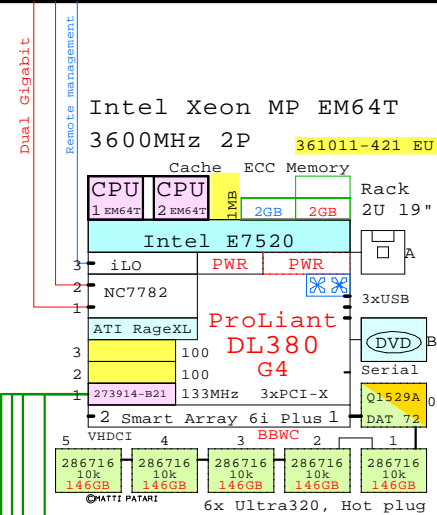 Dual Gigabit
Remote management
Intel Xeon MP EM64T
3600MHz 2P
361011-421 EU
Cache
ECC Memory
CPU
1 EM64T
CPU
2 EM64T
1MB
2GB
2GB
Rack
2U 19"
Intel E7520
A
3
iLO
PWR
PWR
2
NC7782
1
3xUSB
ATI RageXL
ProLiant
DL380
G4
DVD
B
3
100
Serial
2
100
1
273914-B21
133MHz
3xPCI-X
Q1529A
0
DAT 72
2 Smart Array 6i Plus 1
VHDCI
BBWC
5
4
3
2
1
286716
10k
146GB
286716
10k
146GB
286716
10k
146GB
286716
10k
146GB
286716
10k
146GB
©MATTI PATARI
6x Ultra320, Hot plug